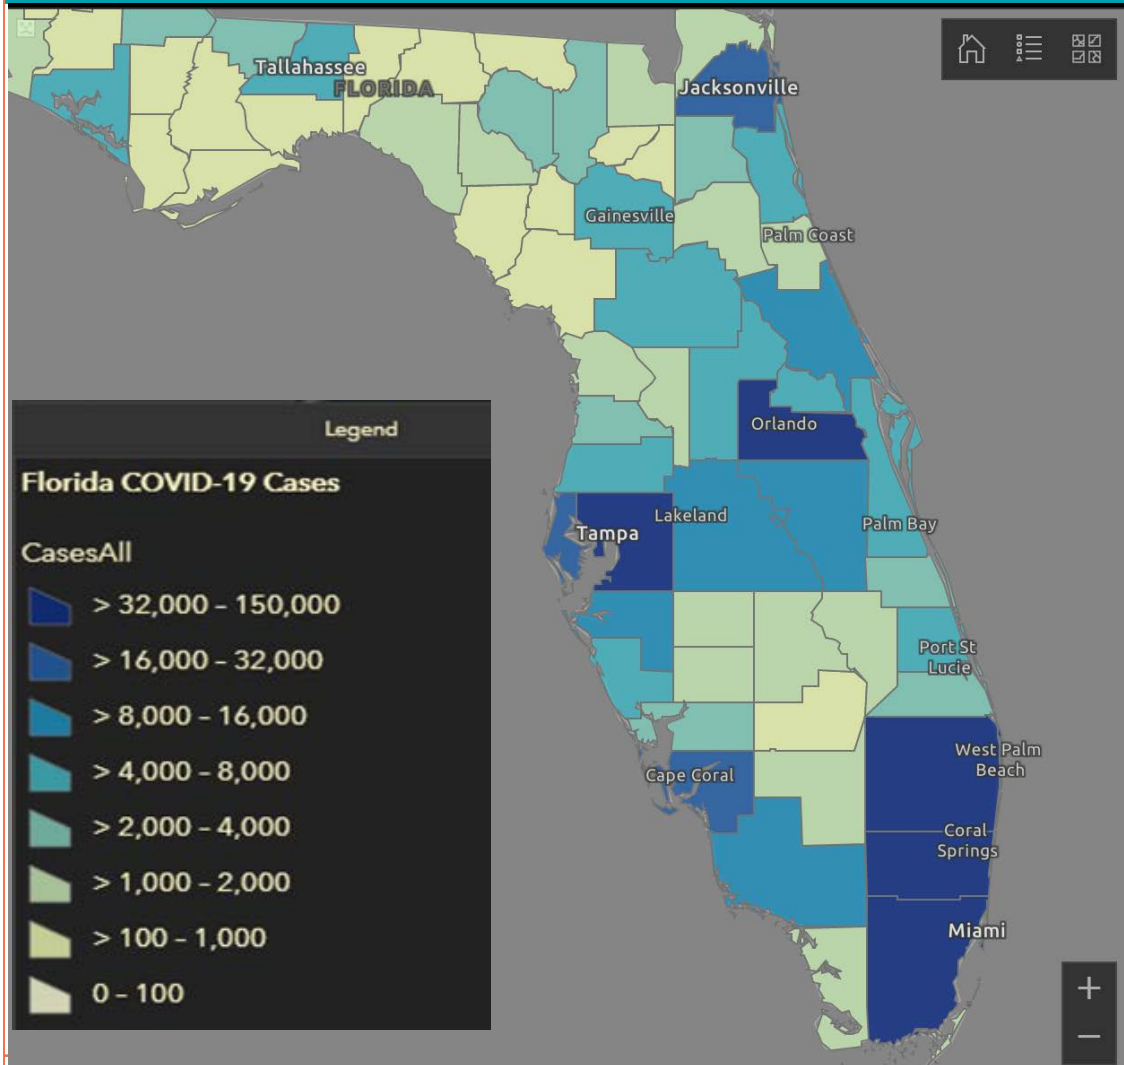 Tallahassee
FLORIDA
Jacksonville
Gainesville
Palm Coast
Orlando
Lakeland
Tampa
Palm Bay
Port St
Lucie
Cape Coral
West Palm
Beach
Coral
Springs
Miami
Legend
Florida COVID-19 Cases
CasesAll
> 32,000 – 150,000
> 16,000 – 32,000
> 8,000 – 16,000
> 4,000 – 8,000
> 2,000 – 4,000
> 1,000 – 2,000
> 100 – 1,000
0 – 100
+
−